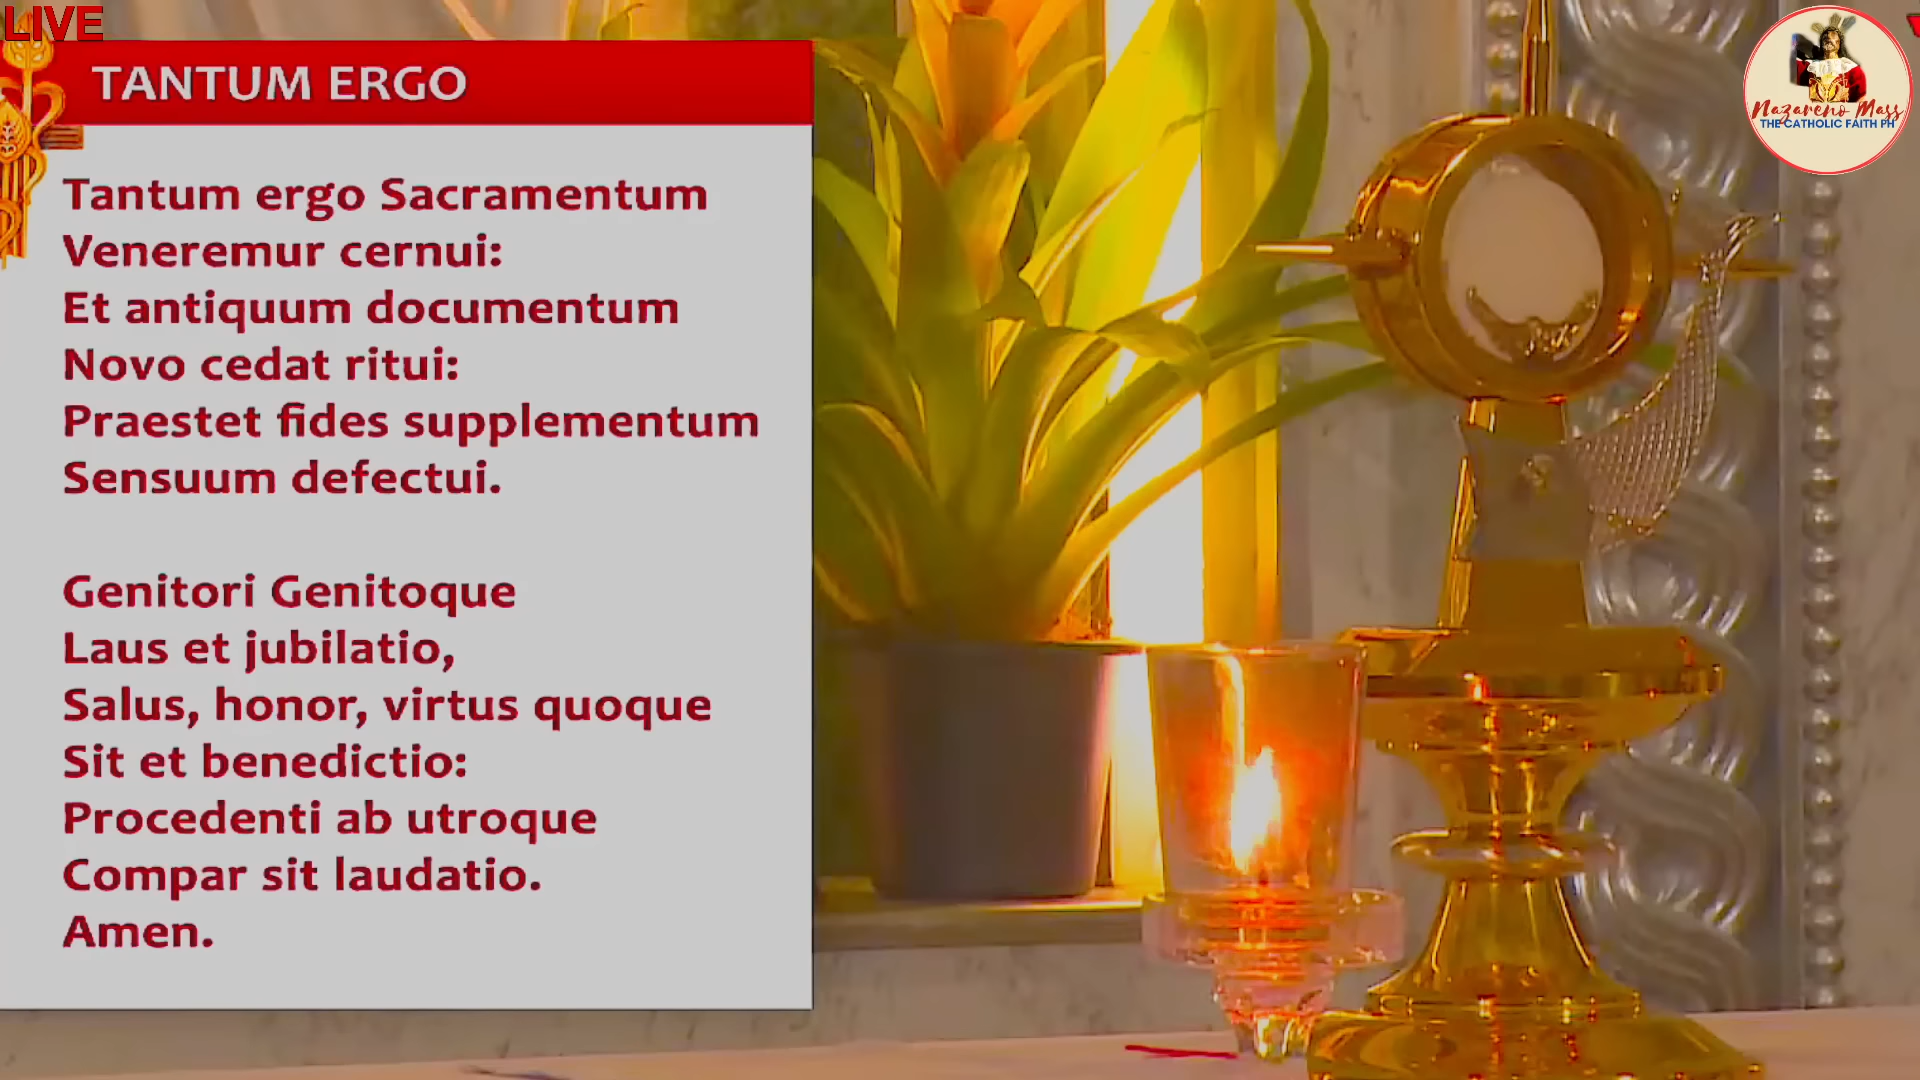 LIVE
TANTUM ERGO
Tantum ergo Sacramentum
Veneremur cernui:
Et antiquum documentum
Novo cedat ritui:
Praestet fides supplementum
Sensuum defectui.
Genitori Genitoque
Laus et jubilatio,
Salus, honor, virtus quoque
Sit et benedictio:
Procedenti ab utroque
Compar sit laudatio.
Amen.
Nazareno Mass
THE CATHOLIC FAITH PH